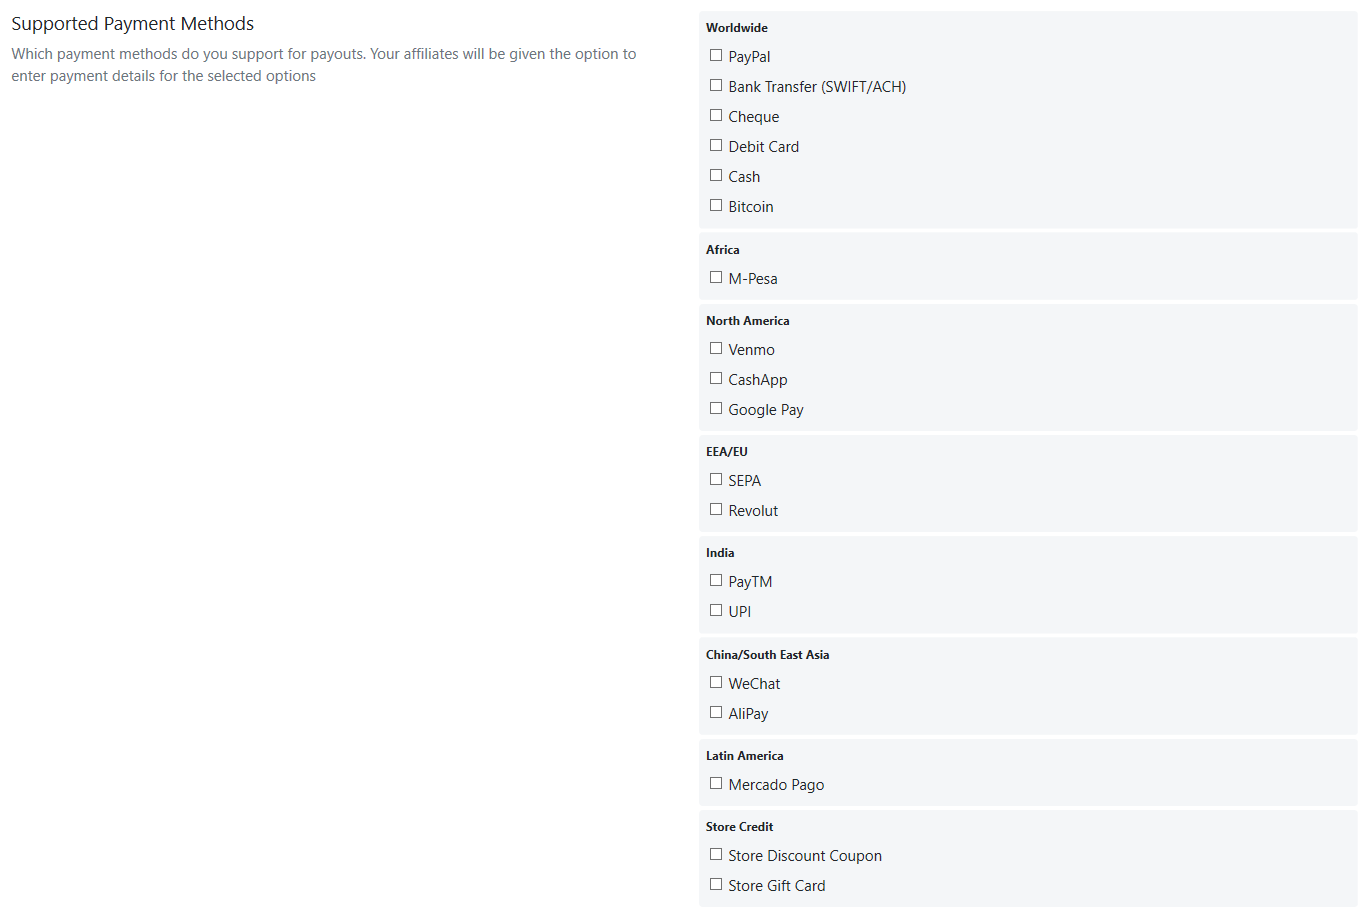 Supported Payment Methods
Which payment methods do you support for payouts. Your affiliates will be given the option to
enter payment details for the selected options
Worldwide
PayPal
Bank Transfer (SWIFT/ACH)
Cheque
Debit Card
Cash
Bitcoin
Africa
M-Pesa
North America
Venmo
CashApp
Google Pay
EEA/EU
SEPA
Revolut
India
PayTM
UPI
China/South East Asia
WeChat
AliPay
Latin America
Mercado Pago
Store Credit
Store Discount Coupon
Store Gift Card